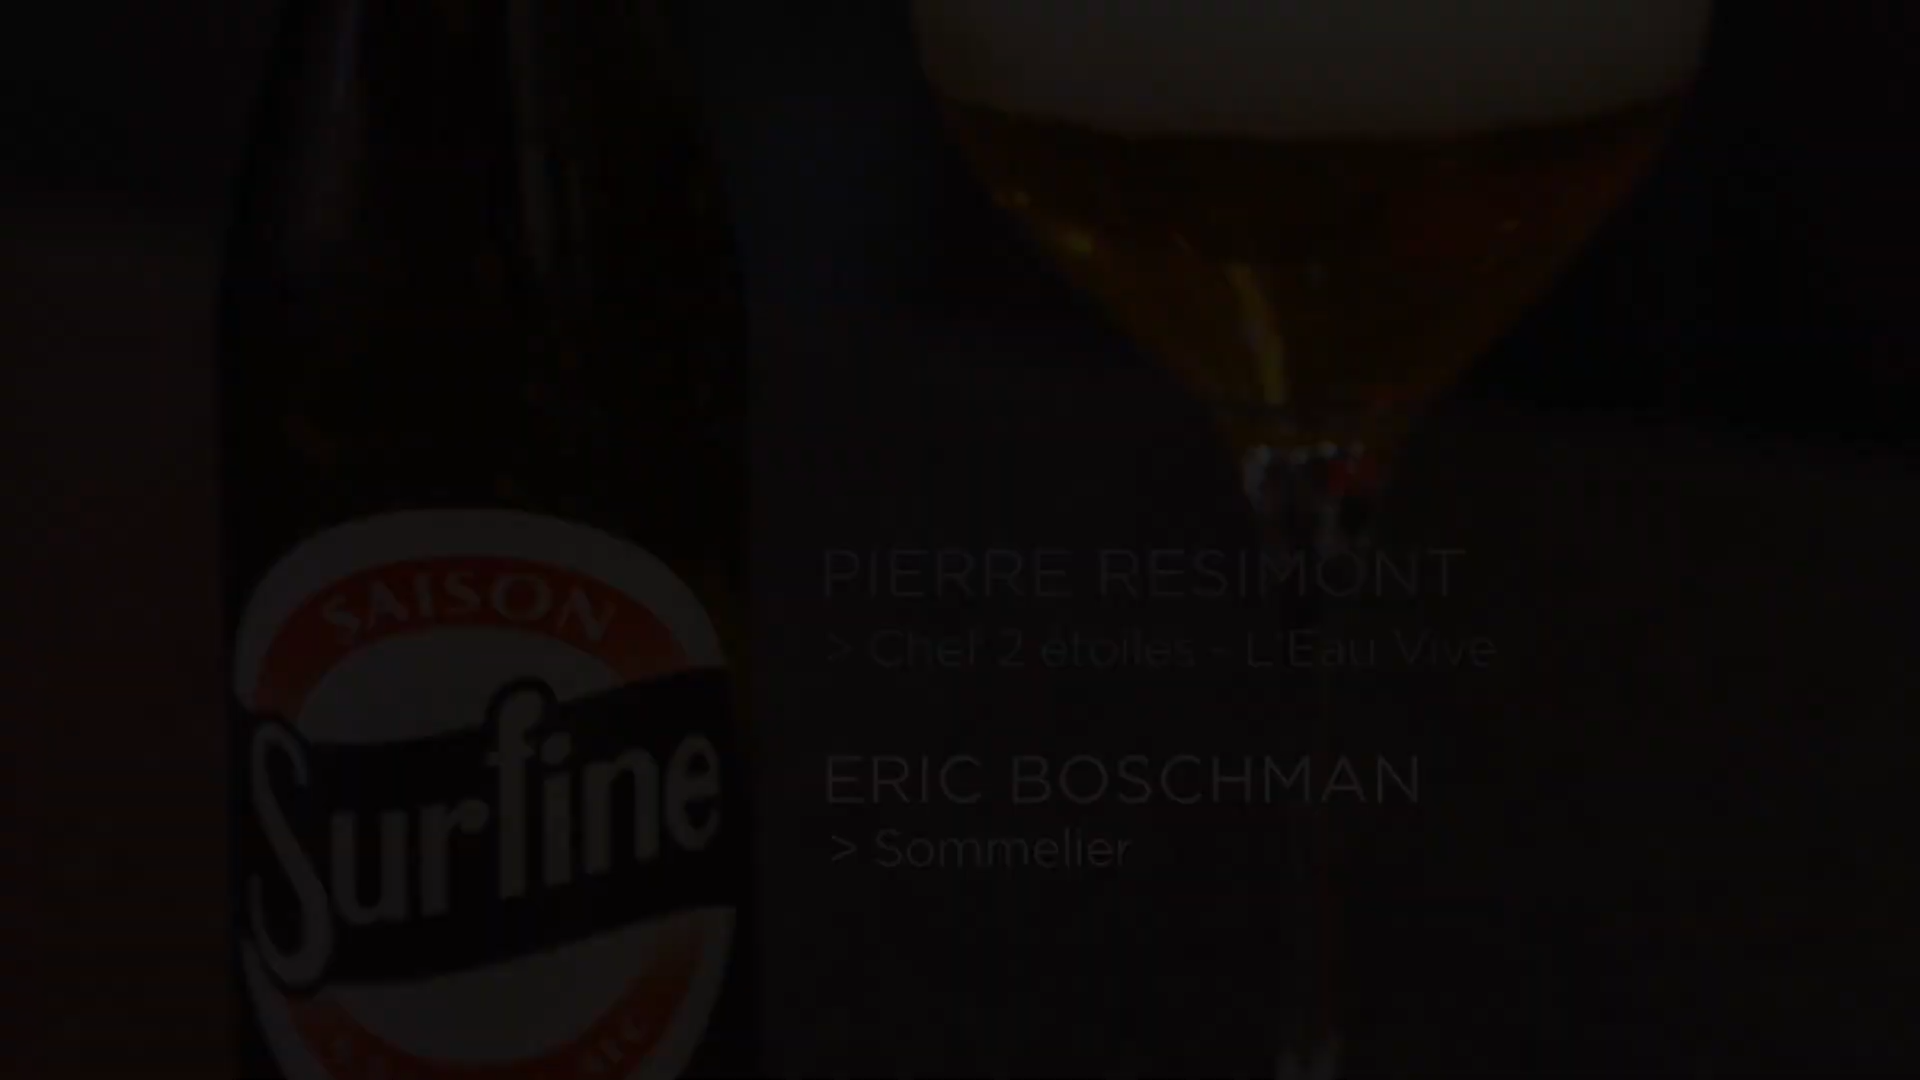 SAISON
Surfine
PIERRE RESIMONT
> Chef 2 étoiles - L'Eau Vive
ERIC BOSCHMAN
> Sommelier